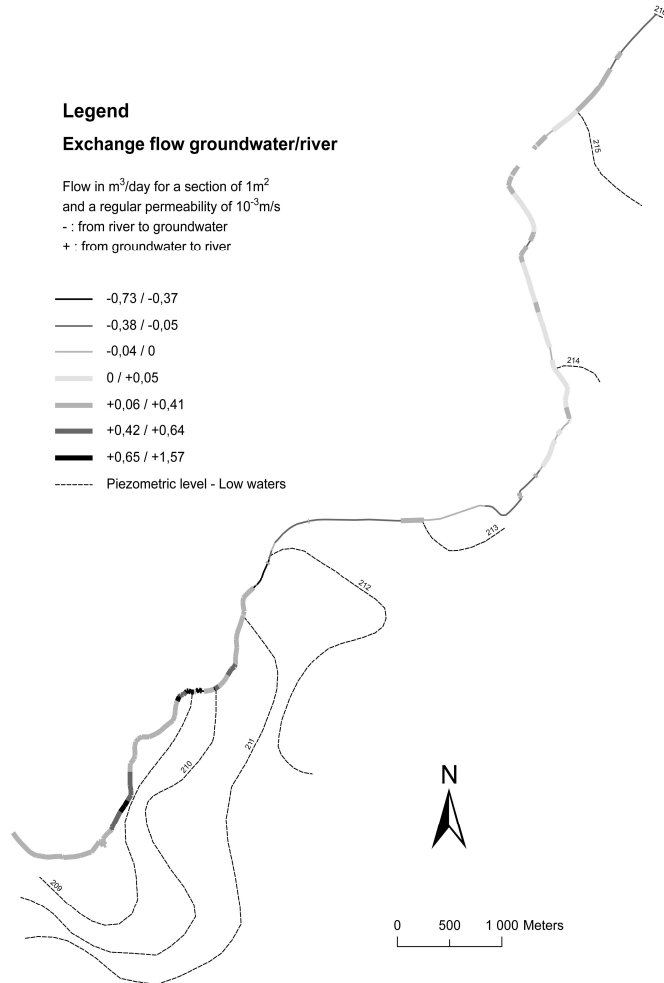 216
Legend
Exchange flow groundwater/river
215
Flow in m³/day for a section of 1m²
and a regular permeability of 10⁻³m/s
- : from river to groundwater
+ : from groundwater to river
-0,73 / -0,37
-0,38 / -0,05
-0,04 / 0
0 / +0,05
214
+0,06 / +0,41
+0,42 / +0,64
+0,65 / +1,57
Piezometric level - Low waters
213
212
211
210
N
209
0 500 1 000 Meters